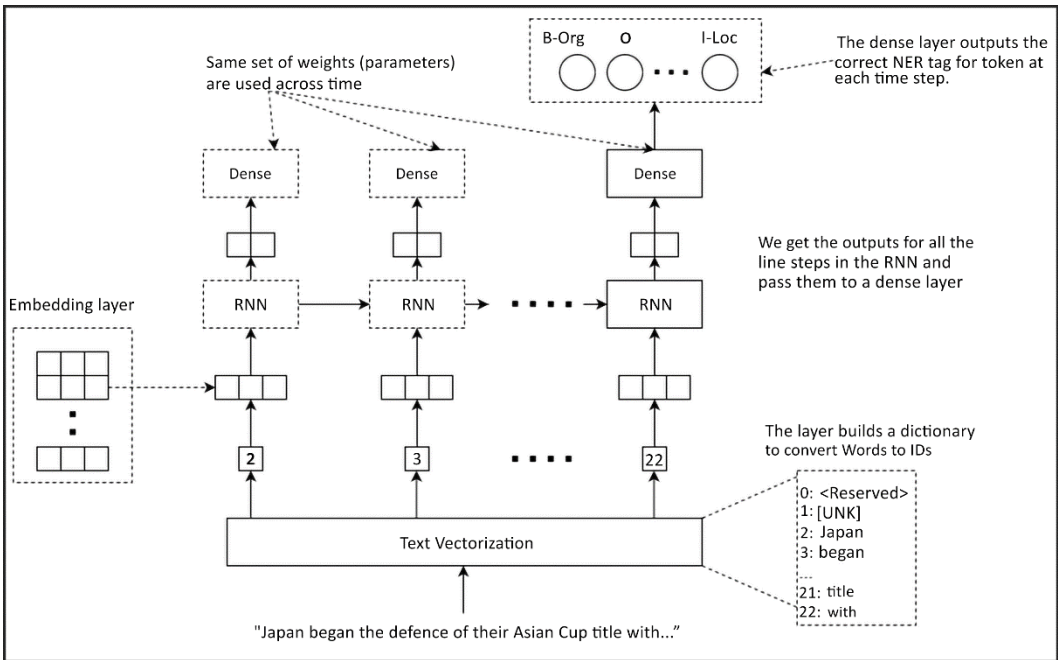 B-Org O I-Loc
The dense layer outputs the
correct NER tag for token at
each time step.
Same set of weights (parameters)
are used across time
Dense Dense Dense
We get the outputs for all the
line steps in the RNN and
pass them to a dense layer
Embedding layer
RNN RNN RNN
The layer builds a dictionary
to convert Words to IDs
2 3 22
0: <Reserved>
1: [UNK]
2: Japan
3: began
...
21: title
22: with
Text Vectorization
"Japan began the defence of their Asian Cup title with...”